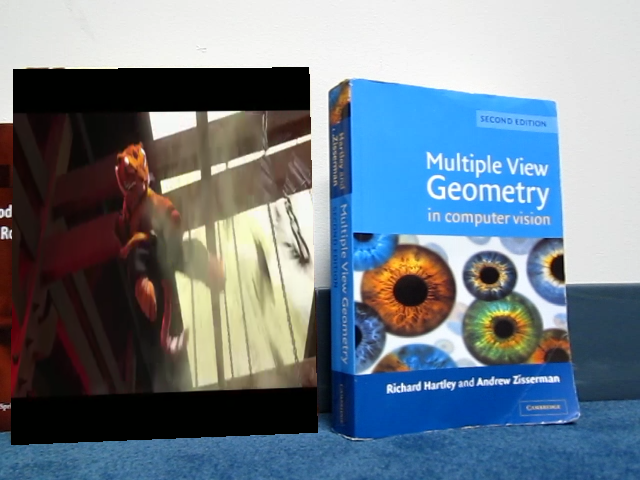 SECOND EDITION
Multiple View
Geometry
in computer vision
Richard Hartley and Andrew Zisserman
CAMBRIDGE
Hartley and
Zisserman
Multiple View Geometry